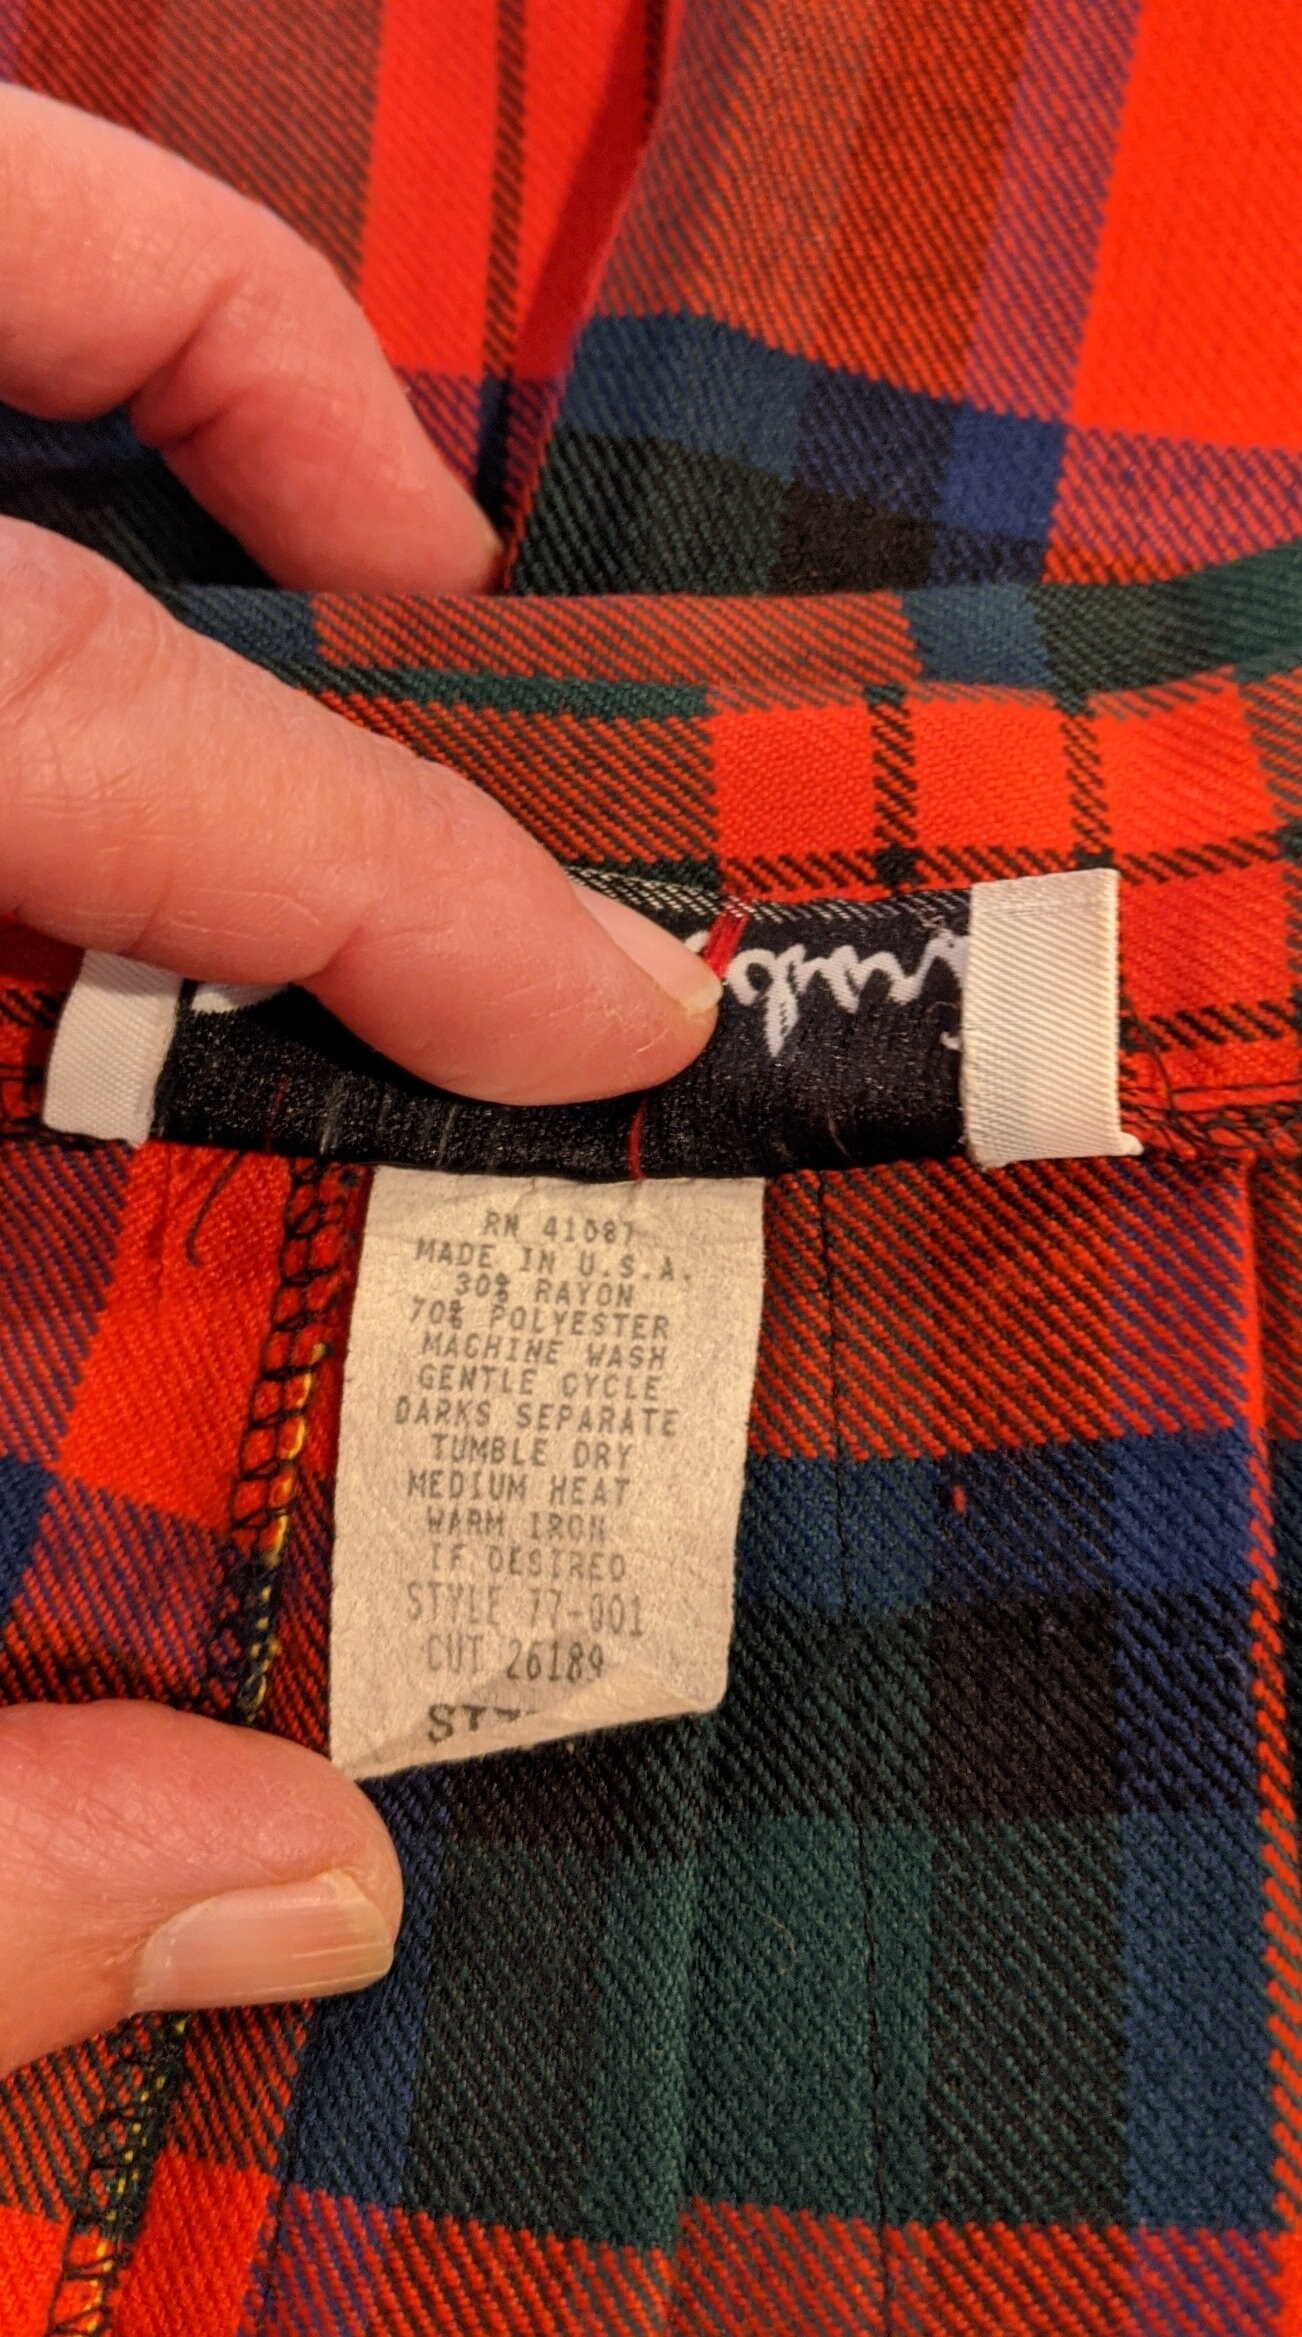 RN 41087
MADE IN U.S.A.
30% RAYON
70% POLYESTER
MACHINE WASH
GENTLE CYCLE
DARKS SEPARATE
TUMBLE DRY
MEDIUM HEAT
WARM IRON
IF DESIRED
STYLE 77-001
CUT 26189